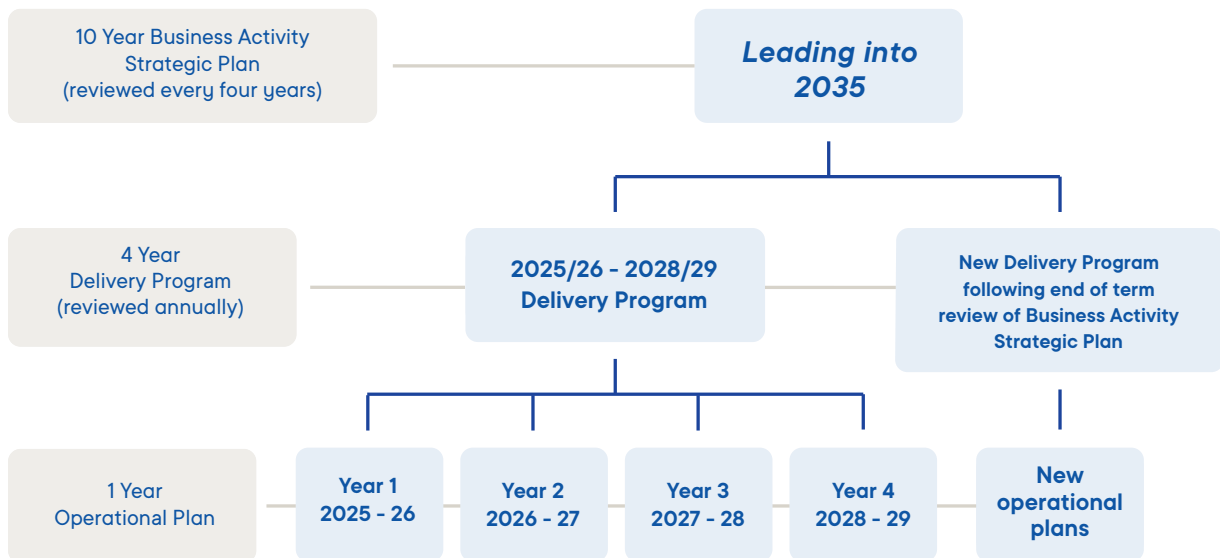 10 Year Business Activity
Strategic Plan
(reviewed every four years)
Leading into
2035
4 Year
Delivery Program
(reviewed annually)
2025/26 - 2028/29
Delivery Program
New Delivery Program
following end of term
review of Business Activity
Strategic Plan
1 Year
Operational Plan
Year 1
2025 - 26
Year 2
2026 - 27
Year 3
2027 - 28
Year 4
2028 - 29
New
operational
plans